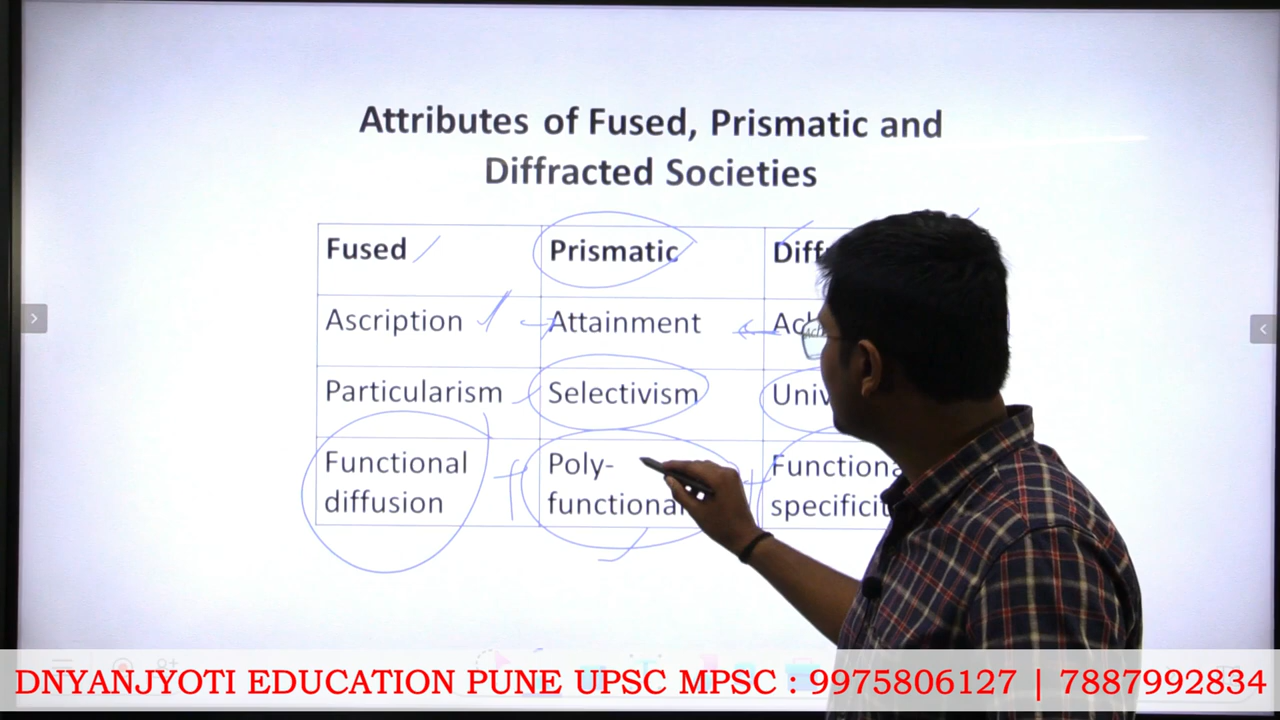 Attributes of Fused, Prismatic and
Diffracted Societies
Fused Prismatic
Ascription Attainment
Particularism Selectivism
Functional Poly-
diffusion specificit
DNYANJYOTI EDUCATION PUNE UPSC MPSC : 9975806127 | 7887992834